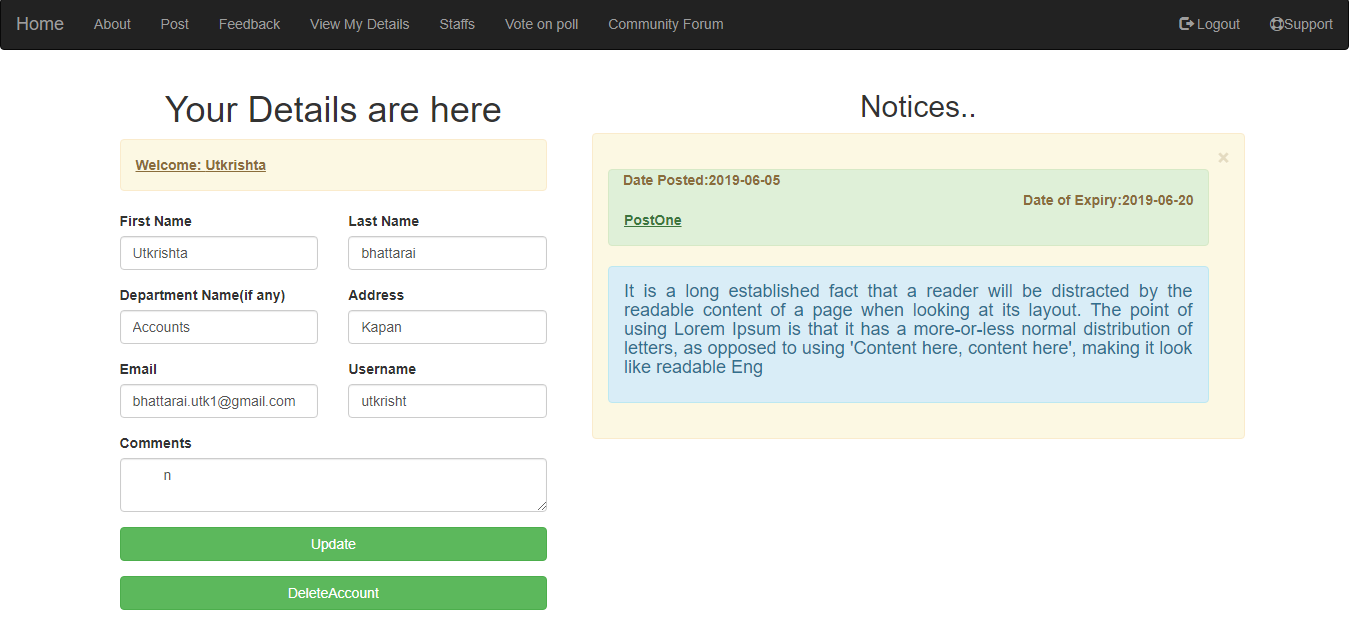 Home About Post Feedback View My Details Staffs Vote on poll Community Forum Logout Support
Your Details are here
Welcome: Utkrishta
First Name Last Name
Utkrishta bhattarai
Department Name(if any) Address
Accounts Kapan
Email Username
bhattarai.utk1@gmail.com utkrisht
Comments
n
Update
DeleteAccount
Notices..
×
Date Posted:2019-06-05
Date of Expiry:2019-06-20
PostOne
It is a long established fact that a reader will be distracted by the
readable content of a page when looking at its layout. The point of
using Lorem Ipsum is that it has a more-or-less normal distribution of
letters, as opposed to using 'Content here, content here', making it look
like readable Eng